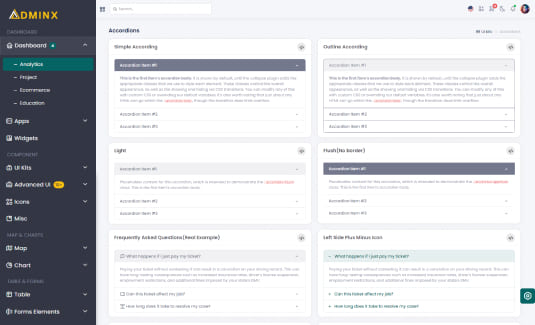 ADMINX
Search
DASHBOARD
Dashboard 4
Analytics
Project
Ecommerce
Education
Apps
Widgets
COMPONENT
UI Kits
Advanced UI
Icons
Misc
MAP & CHARTS
Map
Chart
TABLE & FORMS
Table
Forms Elements
Accordions
Simple According
Accordion Item #1
This is the first item's accordion body. It is shown by default, until the collapse plugin adds the
appropriate classes that we use to style each element. These classes control the overall
appearance, as well as the showing and hiding via CSS transitions. You can modify any of this
with custom CSS or overriding our default variables. It's also worth noting that just about any
HTML can go within the .accordion-body, though the transition does limit overflow.
Accordion Item #2
Accordion Item #3
Outline According
Accordion Item #1
This is the first item's accordion body. It is shown by default, until the collapse plugin adds the
appropriate classes that we use to style each element. These classes control the overall
appearance, as well as the showing and hiding via CSS transitions. You can modify any of this
with custom CSS or overriding our default variables. It's also worth noting that just about any
HTML can go within the .accordion-body, though the transition does limit overflow.
Accordion Item #2
Accordion Item #3
Light
Accordion Item #1
Placeholder content for this accordion, which is intended to demonstrate the
class. This is the first item's accordion body.
Accordion Item #2
Accordion Item #3
Flush(No Border)
Accordion Item #1
Placeholder content for this accordion, which is intended to demonstrate the
class. This is the first item's accordion body.
Accordion Item #2
Accordion Item #3
Frequently Asked Questions(Real Example)
What happens if I just pay my ticket?
Paying your ticket without contesting it can result in a conviction on your driving record. This can
have long-lasting consequences such as increased insurance rates, driver's license suspension,
employment restrictions, and additional fines imposed by your state DMV.
Can this ticket affect my job?
How long does it take to resolve my case?
Left Side Plus Minus Icon
What happens if I just pay my ticket?
Paying your ticket without contesting it can result in a conviction on your driving record. This can
have long-lasting consequences such as increased insurance rates, driver's license suspension,
employment restrictions, and additional fines imposed by your state DMV.
Can this ticket affect my job?
How long does it take to resolve my case?